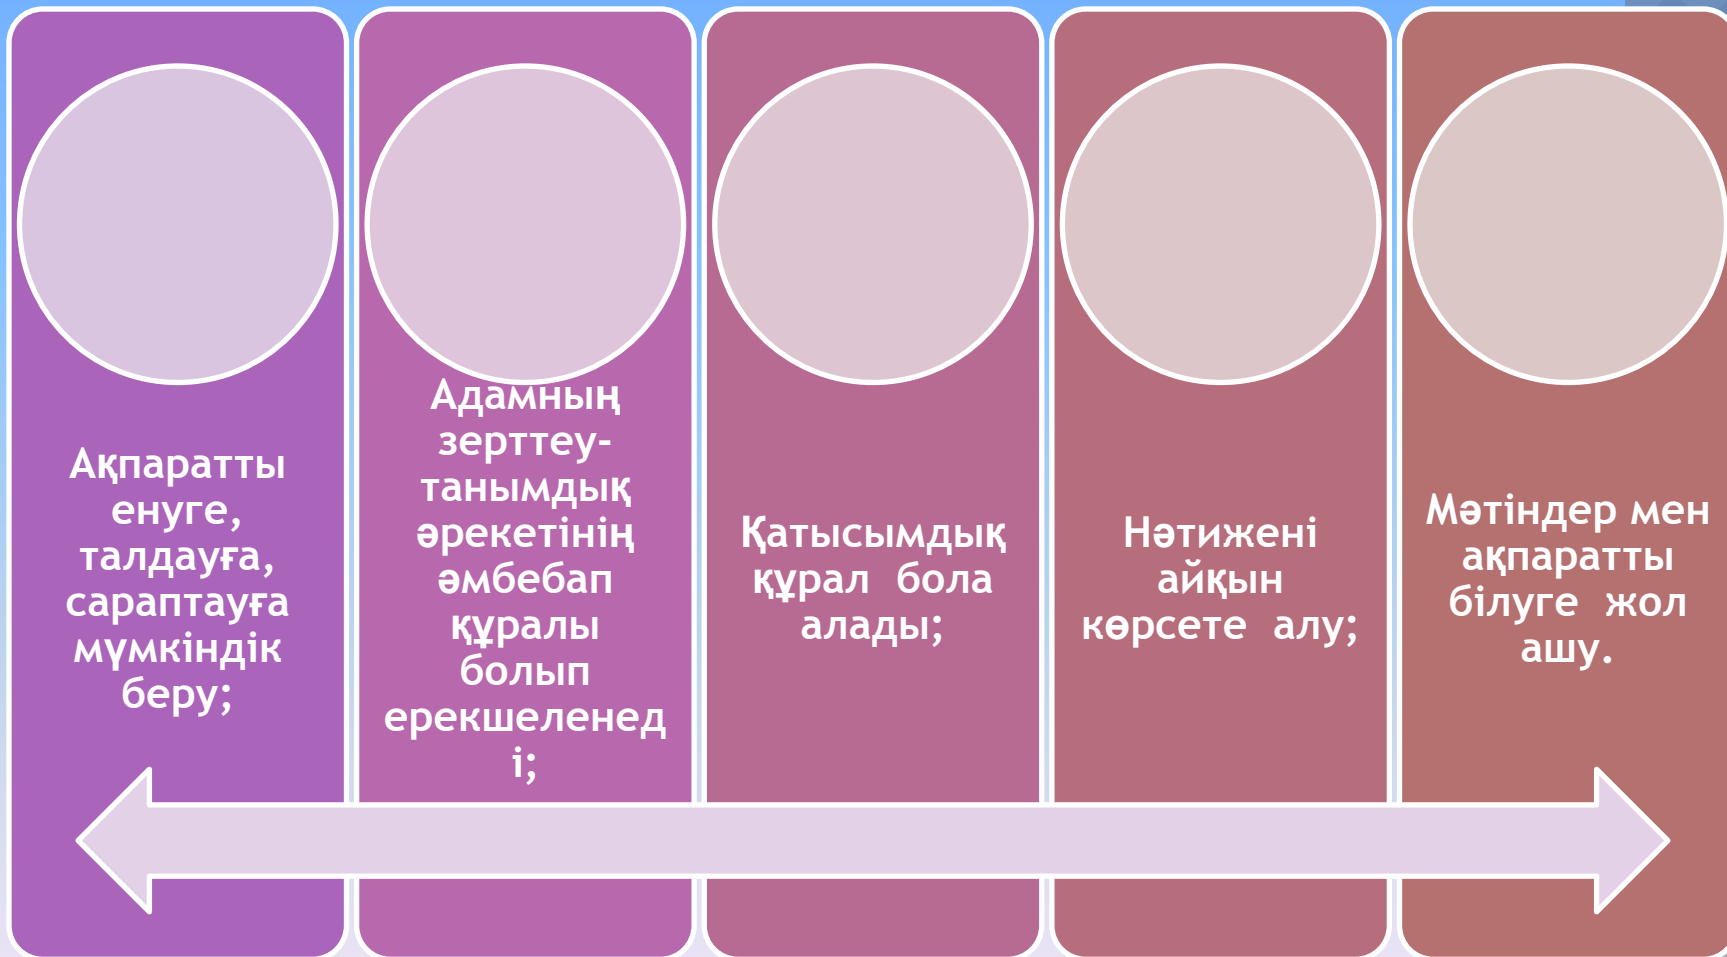 Ақпаратты
енуге,
талдауға,
сараптауға
мүмкіндік
беру;
Адамның
зерттеу-
танымдық
әрекетінің
әмбебап
құралы
болып
ерекшеленед
і;
Қатысымдық
құрал бола
алады;
Нәтижені
айқын
көрсете алу;
Мәтіндер мен
ақпаратты
білуге жол
ашу.